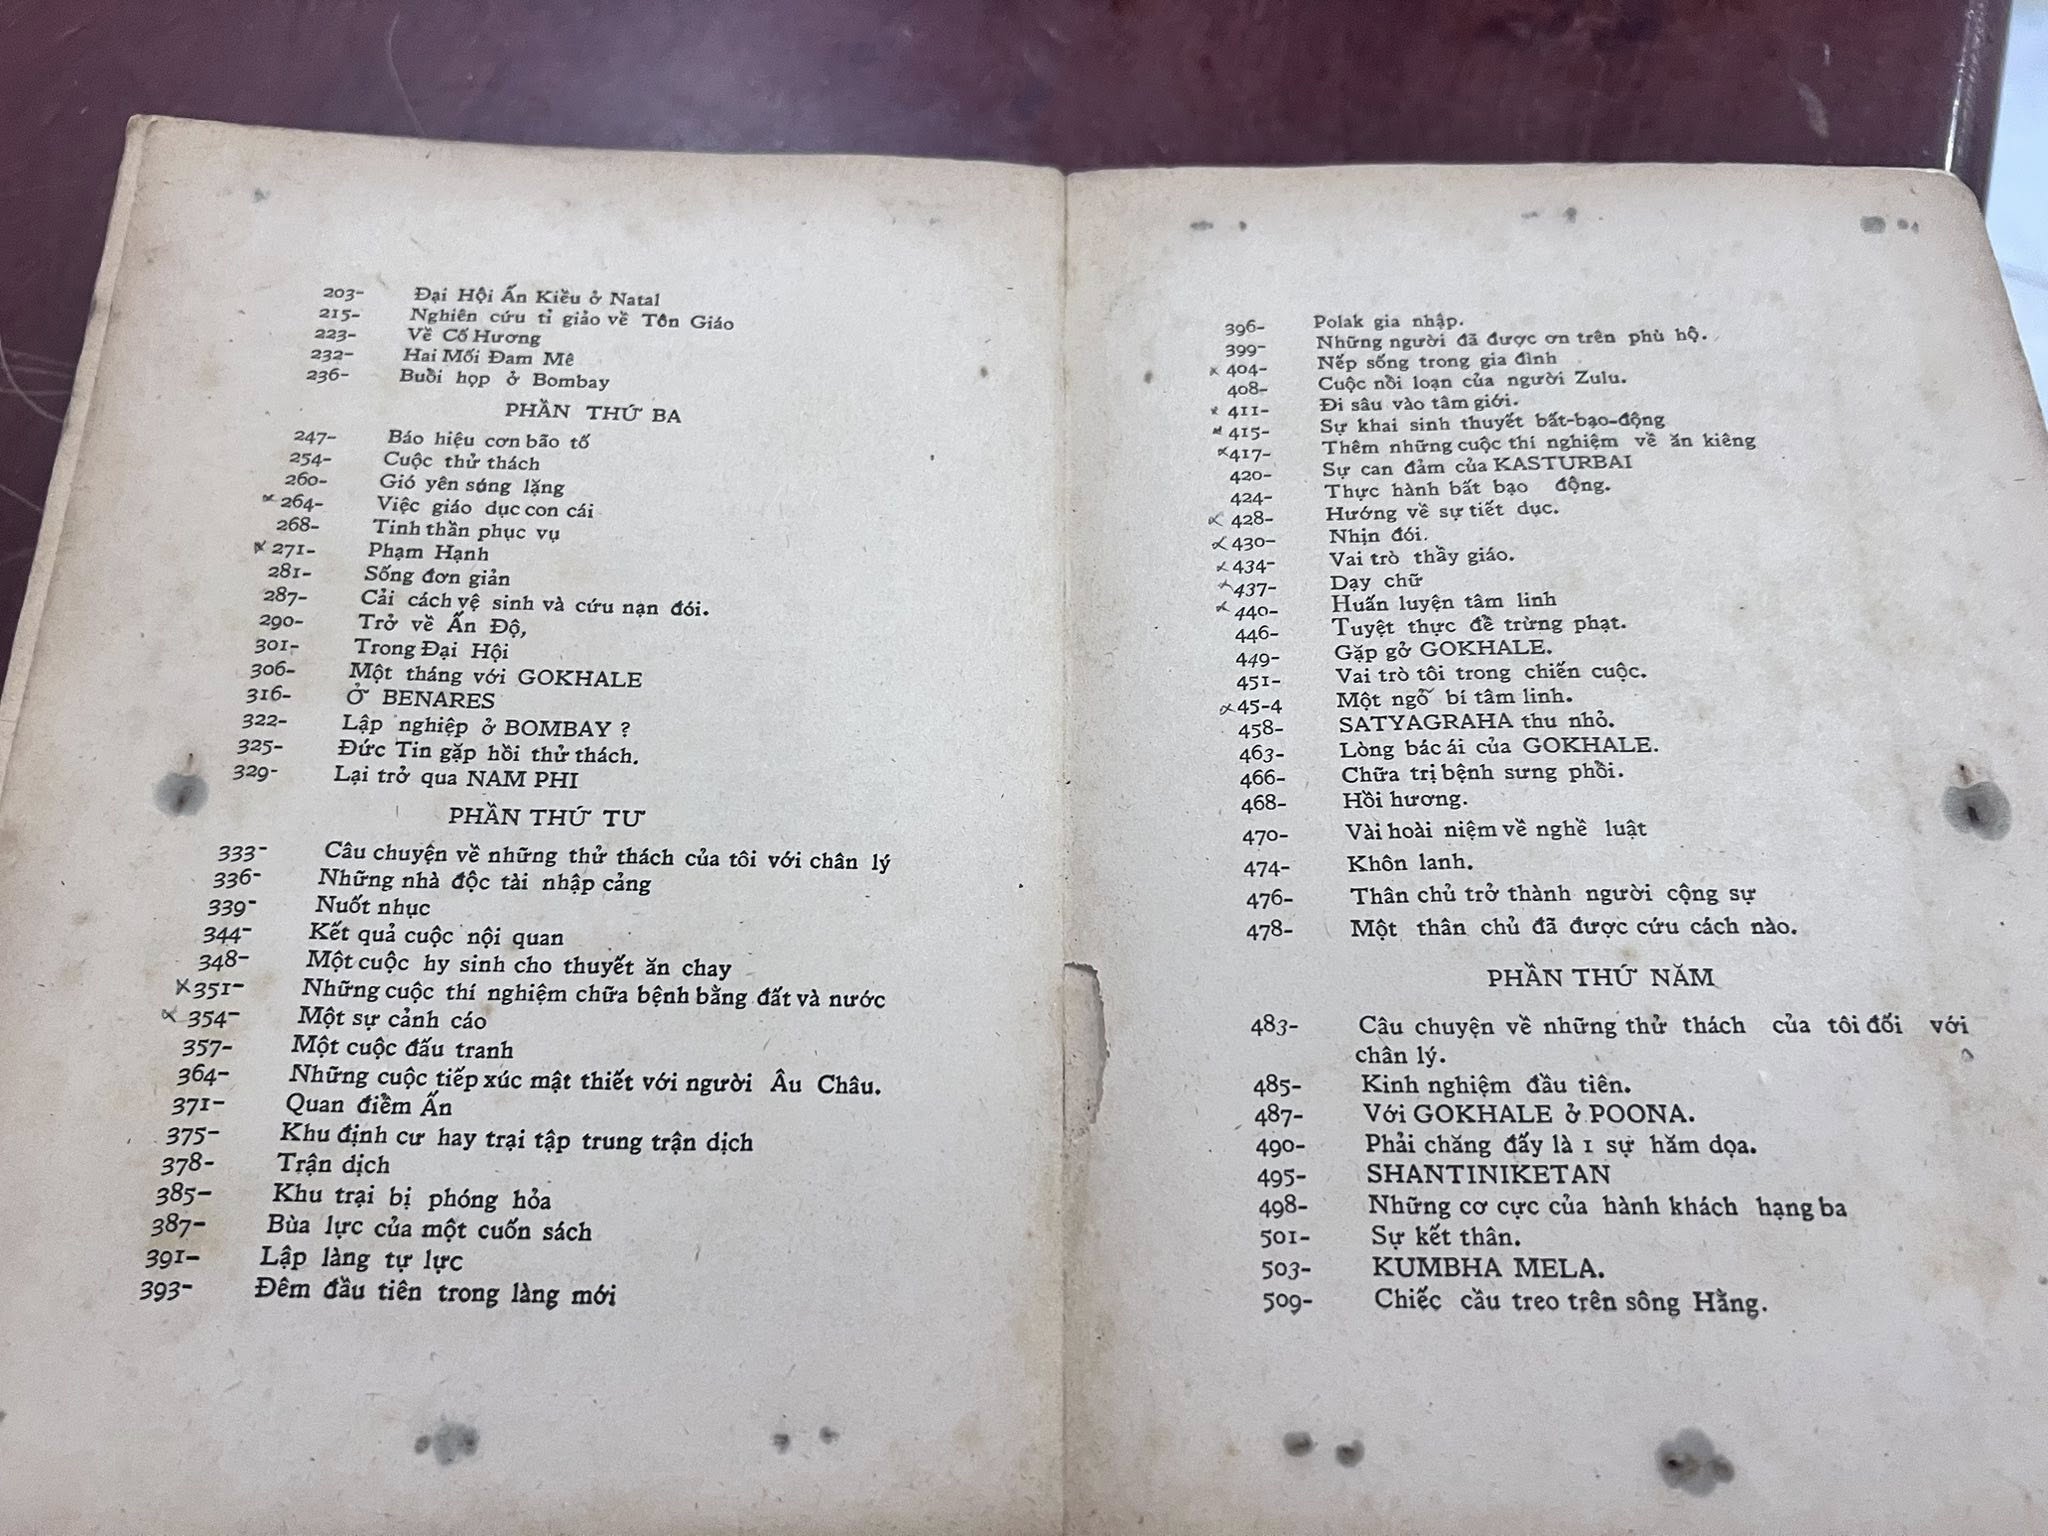 203- Đại Hội Ấn Kiều ở Natal
215- Nghiên cứu tỉ giảo về Tôn Giáo
223- Về Cố Hương
232- Hai Mối Đam Mê
236- Buổi họp ở Bombay
PHẦN THỨ BA
247- Báo hiệu cơn bão tố
254- Cuộc thử thách
260- Gió yên sóng lặng
264- Việc giáo dục con cái
268- Tinh thần phục vụ
271- Phạm Hạnh
281- Sống đơn giản
287- Cải cách vệ sinh và cứu nạn đói.
290- Trở về Ấn Độ,
301- Trong Đại Hội
306- Một tháng với GOKHALE
316- Ở BENARES
322- Lập nghiệp ở BOMBAY ?
325- Đức Tin gặp hồi thử thách.
329- Lại trở qua NAM PHI
PHẦN THỨ TƯ
333- Câu chuyện về những thử thách của tôi với chân lý
336- Những nhà độc tài nhập cảng
339- Nuốt nhục
344- Kết quả cuộc nội quan
348- Một cuộc hy sinh cho thuyết ăn chay
351- Những cuộc thí nghiệm chữa bệnh bằng đất và nước
354- Một sự cảnh cáo
357- Một cuộc đấu tranh
364- Những cuộc tiếp xúc mật thiết với người Âu Châu.
371- Quan điểm Ấn
375- Khu định cư hay trại tập trung trận dịch
378- Trận dịch
385- Khu trại bị phóng hỏa
387- Bùa lực của một cuốn sách
391- Lập làng tự lực
393- Đêm đầu tiên trong làng mới
396- Polak gia nhập.
399- Những người đã được ơn trên phù hộ.
404- Nếp sống trong gia đình
408- Cuộc nổi loạn của người Zulu.
411- Đi sâu vào tâm giới.
415- Sự khai sinh thuyết bất-bạo-động
417- Thêm những cuộc thí nghiệm về ăn kiêng
420- Sự can đảm của KASTURBAI
424- Thực hành bất bạo động.
428- Hướng về sự tiết dục.
430- Nhịn đói.
434- Vai trò thầy giáo.
437- Dạy chữ
440- Huấn luyện tâm linh
446- Tuyệt thực để trừng phạt.
449- Gặp gở GOKHALE.
451- Vai trò tôi trong chiến cuộc.
45-4 Một ngỗ bí tâm linh.
458- SATYAGRAHA thu nhỏ.
463- Lòng bác ái của GOKHALE.
466- Chữa trị bệnh sưng phổi.
468- Hồi hương.
470- Vài hoài niệm về nghề luật
474- Khôn lanh.
476- Thân chủ trở thành người cộng sự
478- Một thân chủ đã được cứu cách nào.
PHẦN THỨ NĂM
483- Câu chuyện về những thử thách của tôi đối với
chân lý.
485- Kinh nghiệm đầu tiên.
487- Với GOKHALE ở POONA.
490- Phải chăng đấy là 1 sự hăm dọa.
495- SHANTINIKETAN
498- Những cơ cực của hành khách hạng ba
501- Sự kết thân.
503- KUMBHA MELA.
509- Chiếc cầu treo trên sông Hằng.